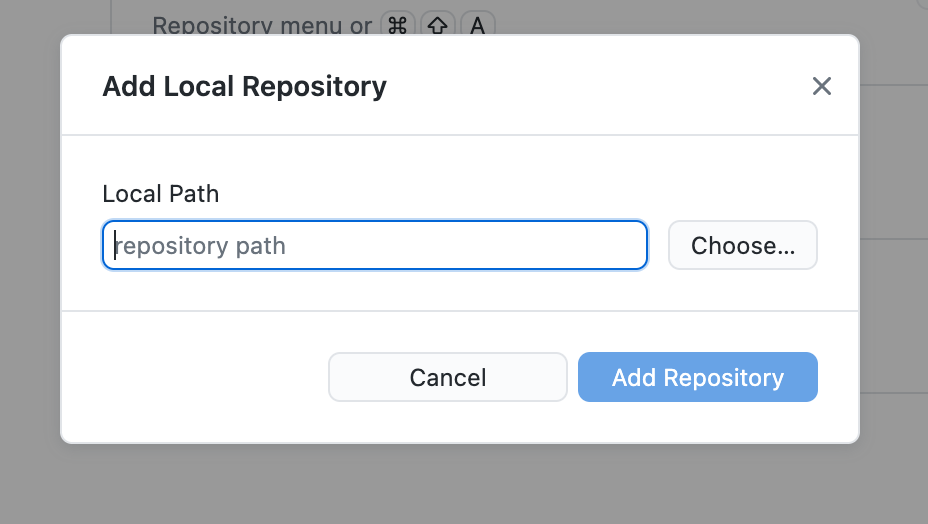 Repository menu or ⌘ ⇧ A
Add Local Repository
Local Path
repository path
Choose...
Cancel
Add Repository